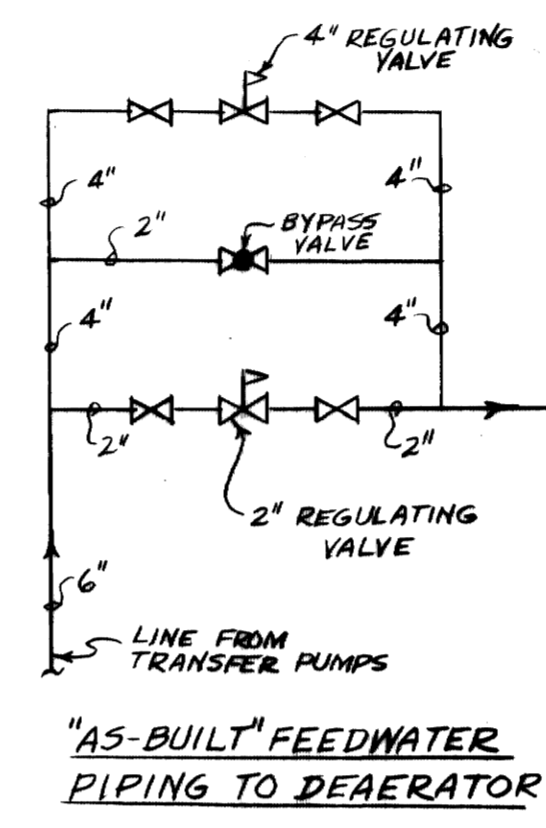 4" REGULATING
VALVE
4"
4"
2"
BYPASS
VALVE
4"
4"
2"
2"
2" REGULATING
VALVE
6"
LINE FROM
TRANSFER PUMPS
"AS-BUILT" FEEDWATER
PIPING TO DEAERATOR